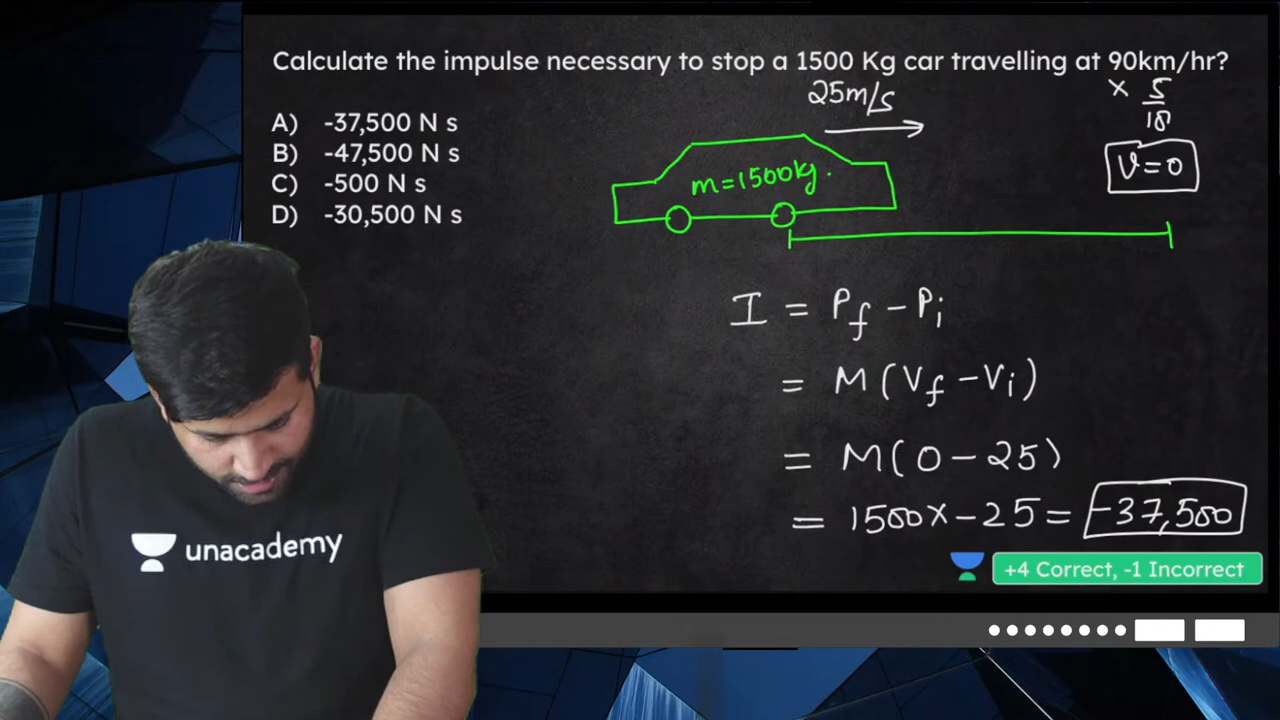 Calculate the impulse necessary to stop a 1500 Kg car travelling at 90km/hr?
25m/s
× 5/18
A) -37,500 N s
B) -47,500 N s
C) -500 N s
D) -30,500 N s
m=1500kg.
V=0
I = Pf - Pi
= M(Vf - Vi)
= M(0 - 25)
= 1500x-25 = -37,500
unacademy
+4 Correct, -1 Incorrect